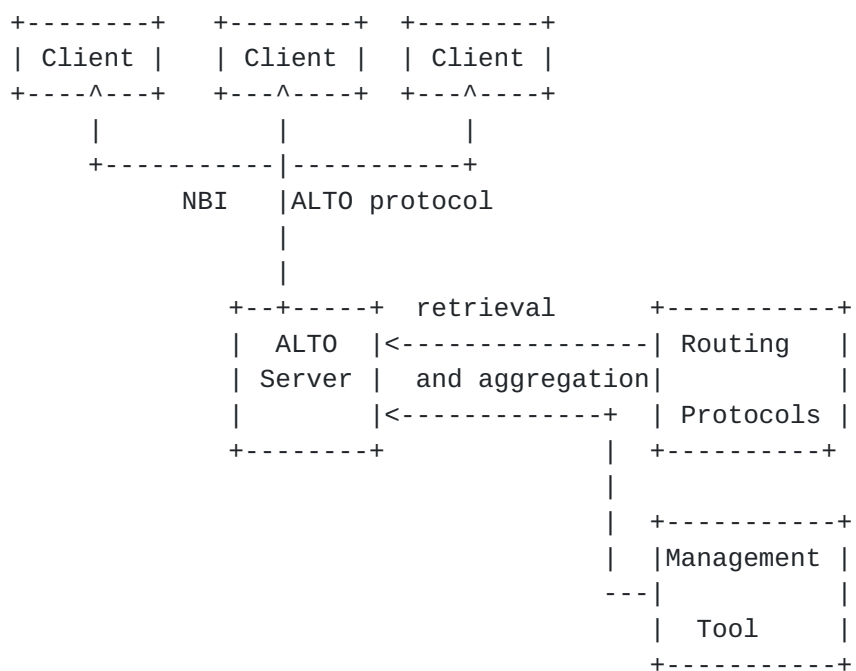 Client Client Client
NBI ALTO protocol
retrieval
ALTO Routing
Server and aggregation
Protocols
Management
Tool